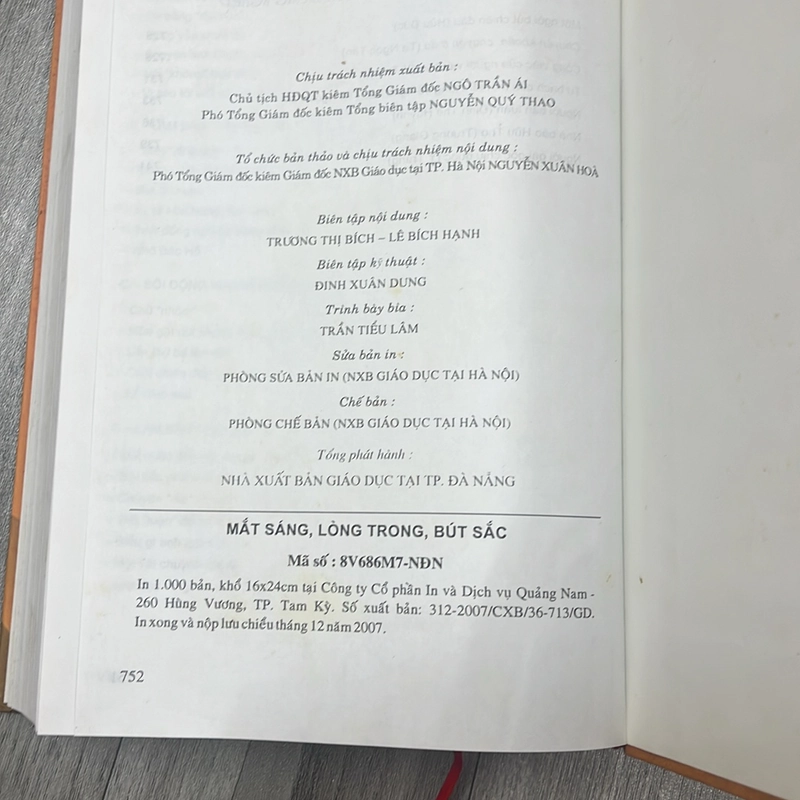 Chịu trách nhiệm xuất bản :
Chủ tịch HĐQT kiêm Tổng Giám đốc NGÔ TRẦN ÁI
Phó Tổng Giám đốc kiêm Tổng biên tập NGUYỄN QUÝ THAO
Tổ chức bản thảo và chịu trách nhiệm nội dung :
Phó Tổng Giám đốc kiêm Giám đốc NXB Giáo dục tại TP. Hà Nội NGUYỄN XUÂN HOÀ
Biên tập nội dung :
TRƯƠNG THỊ BÍCH – LÊ BÍCH HẠNH
Biên tập kỹ thuật :
ĐINH XUÂN DUNG
Trình bày bìa :
TRẦN TIỂU LÂM
Sửa bản in :
PHÒNG SỬA BẢN IN (NXB GIÁO DỤC TẠI HÀ NỘI)
Chế bản :
PHÒNG CHẾ BẢN (NXB GIÁO DỤC TẠI HÀ NỘI)
Tổng phát hành :
NHÀ XUẤT BẢN GIÁO DỤC TẠI TP. ĐÀ NẴNG
MẮT SÁNG, LÒNG TRONG, BÚT SẮC
Mã số : 8V686M7-NĐN
In 1.000 bản, khổ 16x24cm tại Công ty Cổ phần In và Dịch vụ Quảng Nam -
260 Hùng Vương, TP. Tam Kỳ. Số xuất bản: 312-2007/CXB/36-713/GD.
In xong và nộp lưu chiểu tháng 12 năm 2007.
752